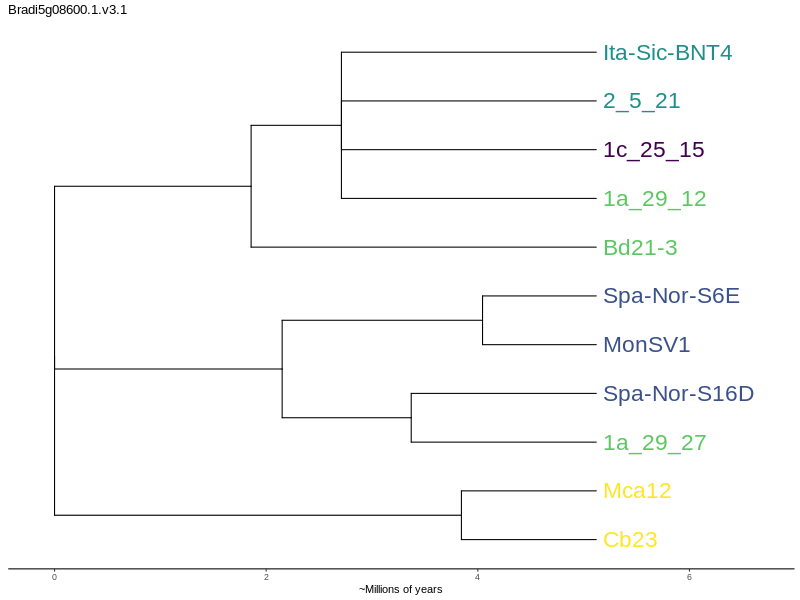 Bradi5g08600.1.v3.1
Ita-Sic-BNT4
2_5_21
1c_25_15
1a_29_12
Bd21-3
Spa-Nor-S6E
MonSV1
Spa-Nor-S16D
1a_29_27
Mca12
Cb23
0 2 4 6
~Millions of years